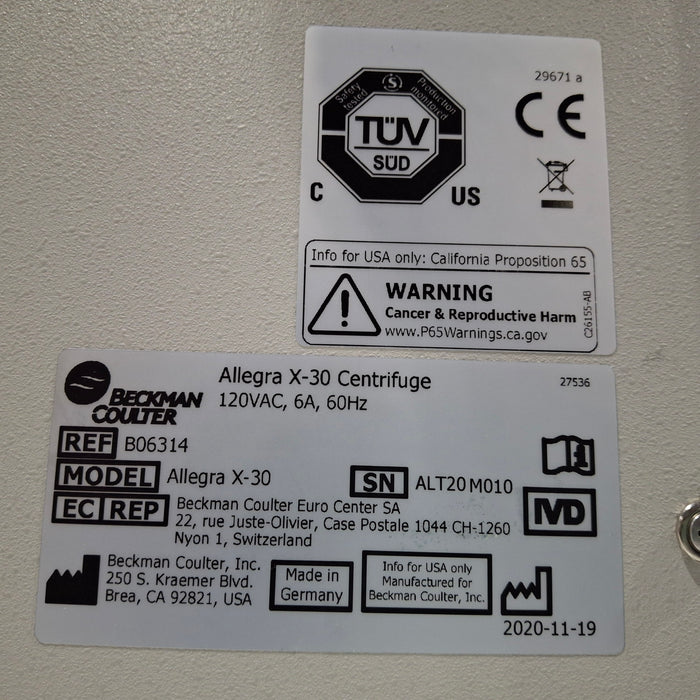 29671 a
Safety tested
Production monitored
TÜV
SÜD
C US
CE
Info for USA only: California Proposition 65
WARNING
Cancer & Reproductive Harm
www.P65Warnings.ca.gov
C26155-AB
BECKMAN
COULTER
Allegra X-30 Centrifuge
120VAC, 6A, 60Hz
27536
REF B06314
MODEL Allegra X-30
SN ALT20M010
EC REP Beckman Coulter Euro Center SA
22, rue Juste-Olivier, Case Postale 1044 CH-1260
Nyon 1, Switzerland
IVD
Beckman Coulter, Inc.
250 S. Kraemer Blvd.
Brea, CA 92821, USA
Made in
Germany
Info for USA only
Manufactured for
Beckman Coulter, Inc.
2020-11-19